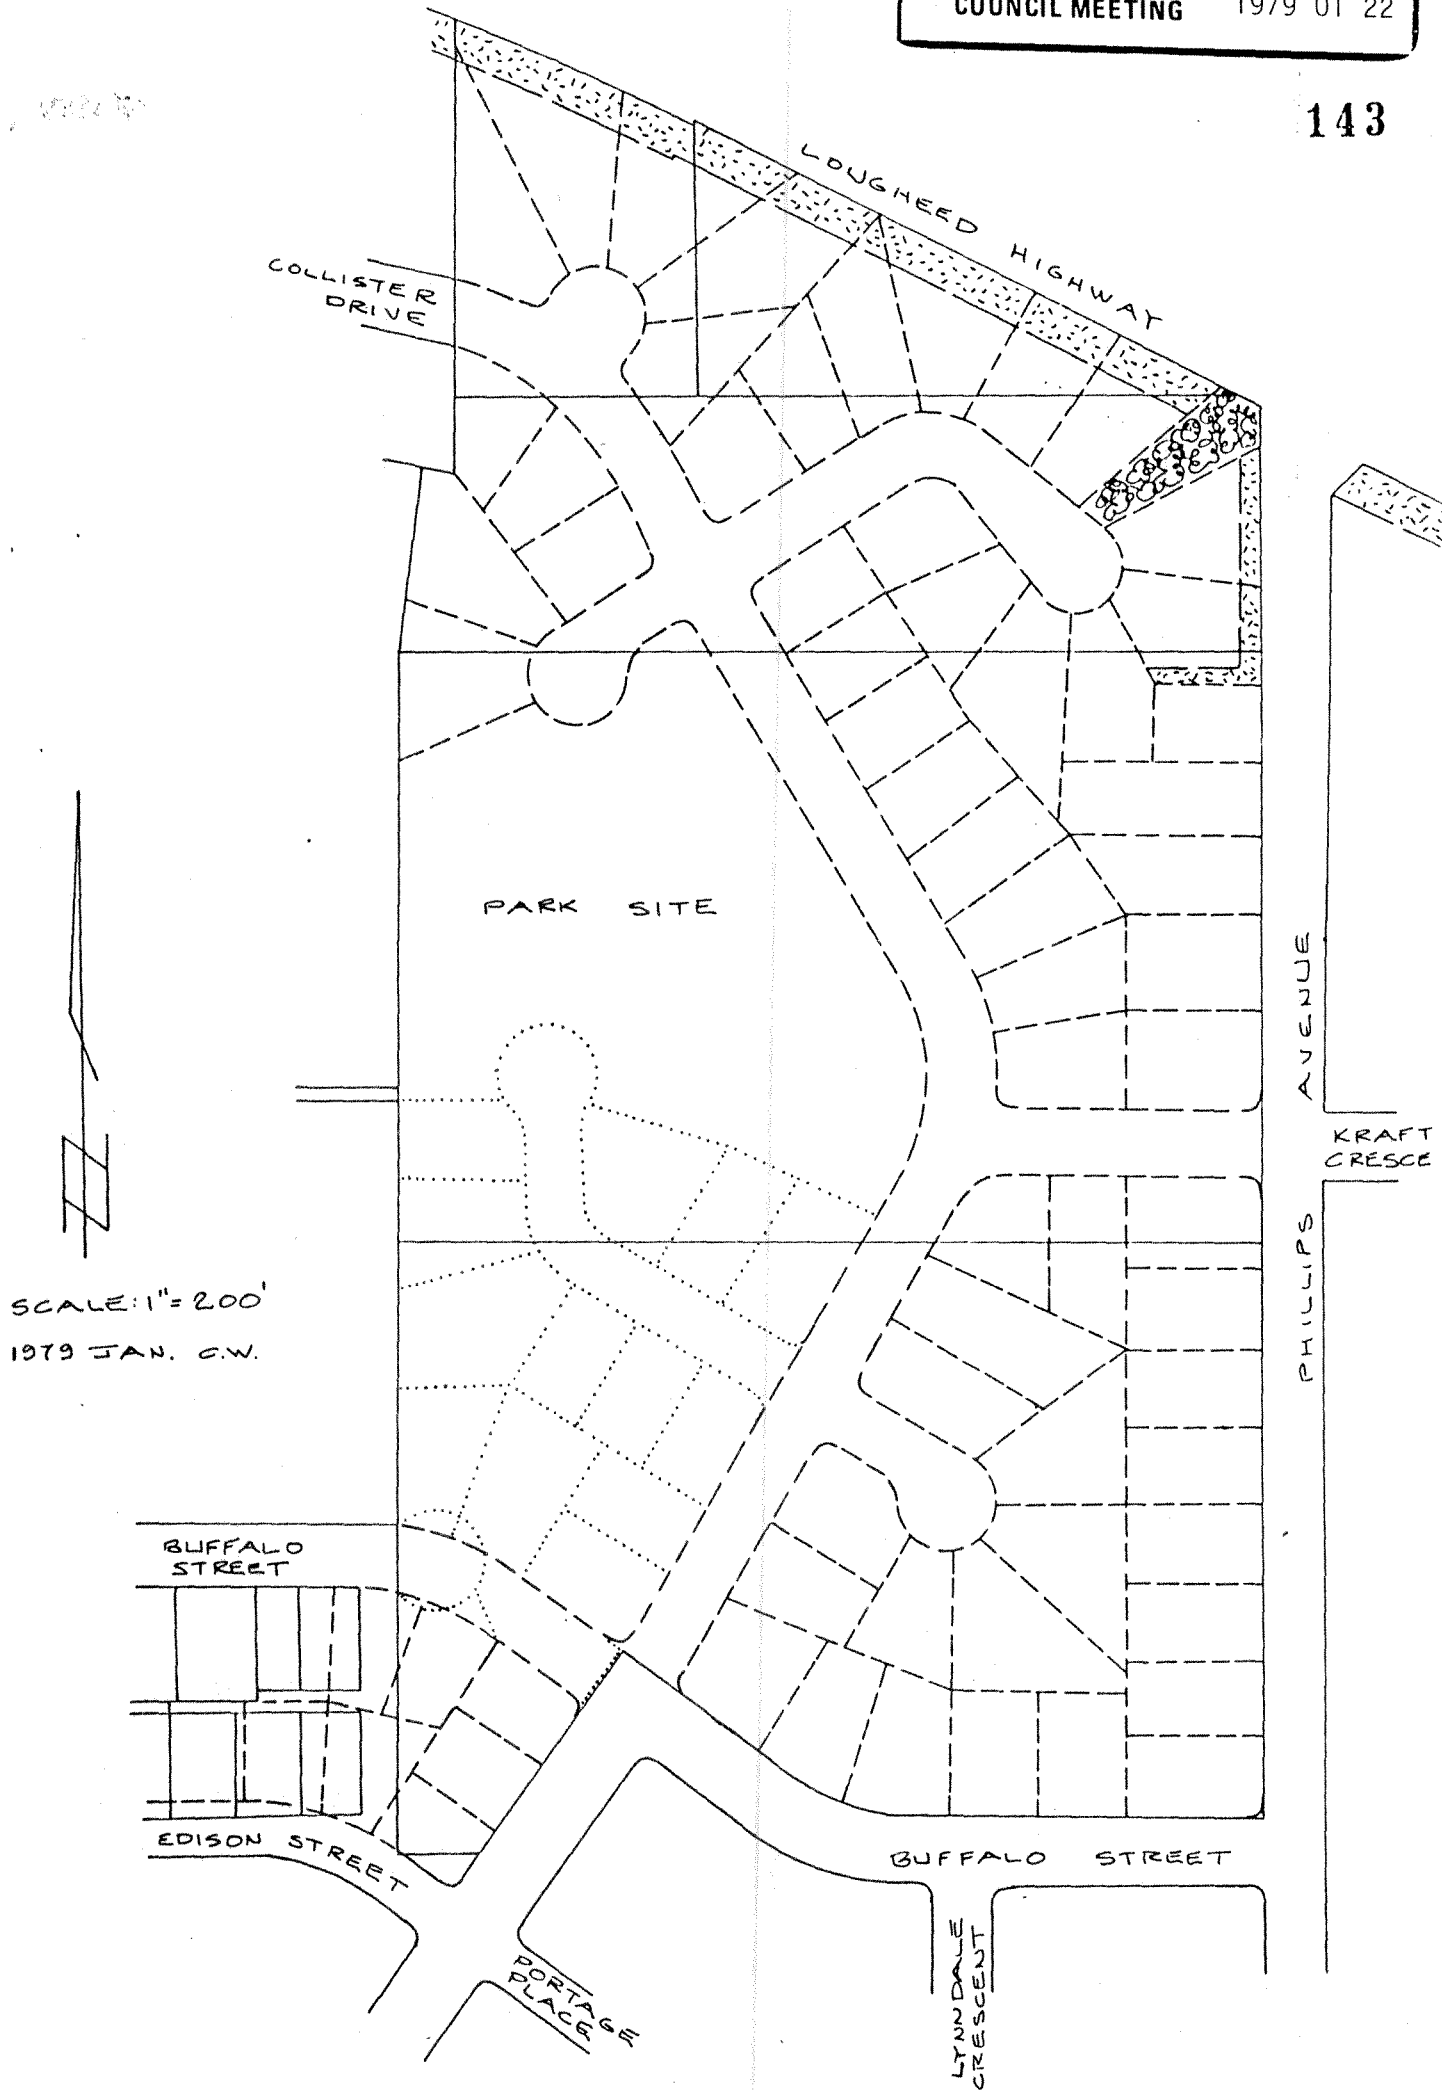 COUNCIL MEETING 1979 01 22
143
LOUGHEED HIGHWAY
COLLISTER
DRIVE
PARK SITE
PHILLIPS AVENUE
KRAFT
CRESCE
SCALE: 1"=200'
1979 JAN. C.W.
BUFFALO
STREET
EDISON STREET
BUFFALO STREET
PORTAGE
PLACE
LYNNDALE
CRESCENT